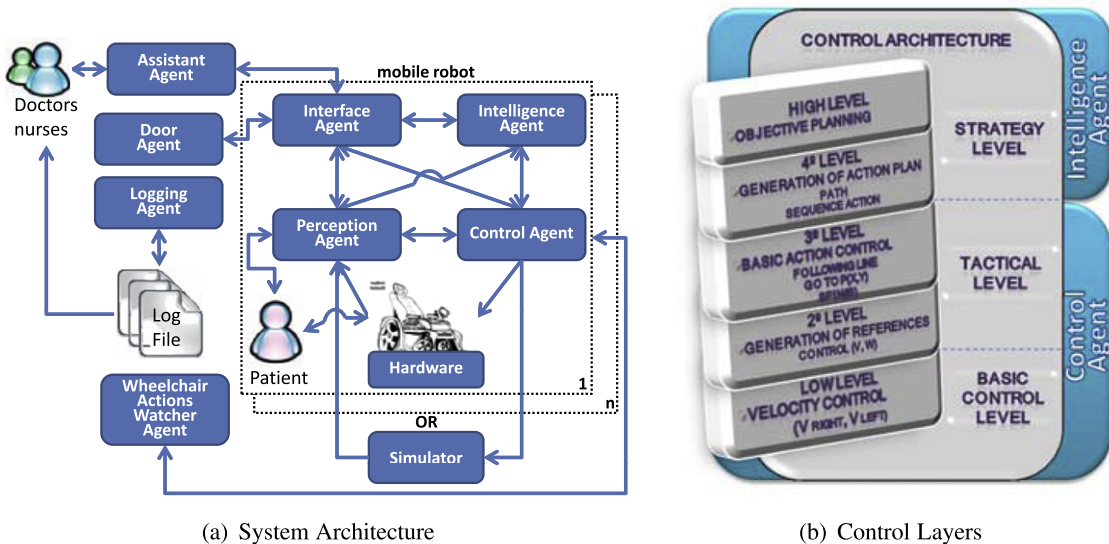 Doctors
nurses
Assistant
Agent
Door
Agent
Logging
Agent
Log
File
Wheelchair
Actions
Watcher
Agent
mobile robot
Interface
Agent
Intelligence
Agent
Perception
Agent
Control Agent
Patient
Hardware
1
n
OR
Simulator
(a) System Architecture
CONTROL ARCHITECTURE
HIGH LEVEL
OBJECTIVE PLANNING
4º LEVEL
GENERATION OF ACTION PLAN
PATH
SEQUENCE ACTION
3º LEVEL
BASIC ACTION CONTROL
FOLLOWING LINE
GO TO P(X,Y)
2º LEVEL
GENERATION OF REFERENCES
CONTROL (V, W)
LOW LEVEL
VELOCITY CONTROL
(V RIGHT, V LEFT)
STRATEGY
LEVEL
TACTICAL
LEVEL
BASIC
CONTROL
LEVEL
Intelligence
Agent
Control
Agent
(b) Control Layers